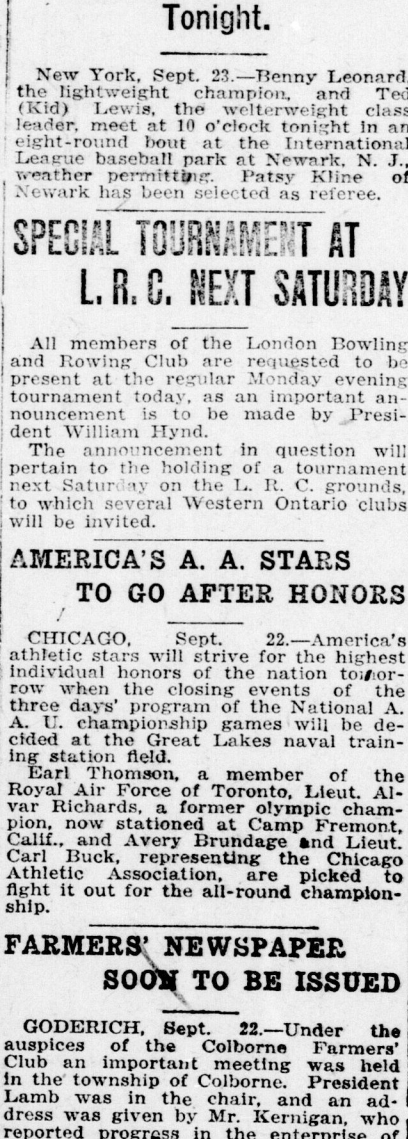 Tonight.
New York, Sept. 23.—Benny Leonard,
the lightweight champion, and Ted
(Kid) Lewis, the welterweight class
leader, meet at 10 o'clock tonight in an
eight-round bout at the International
League baseball park at Newark, N. J.,
weather permitting. Patsy Kline of
Newark has been selected as referee.
SPECIAL TOURNAMENT AT
L. R. C. NEXT SATURDAY
All members of the London Bowling
and Rowing Club are requested to be
present at the regular Monday evening
tournament today, as an important an-
nouncement is to be made by Presi-
dent William Hynd.
The announcement in question will
pertain to the holding of a tournament
next Saturday on the L. R. C. grounds,
to which several Western Ontario clubs
will be invited.
AMERICA'S A. A. STARS
TO GO AFTER HONORS
CHICAGO, Sept. 22.—America's
athletic stars will strive for the highest
individual honors of the nation tomor-
row when the closing events of the
three days' program of the National A.
A. U. championship games will be de-
cided at the Great Lakes naval train-
ing station field.
Earl Thomson, a member of the
Royal Air Force of Toronto, Lieut. Al-
var Richards, a former olympic cham-
pion, now stationed at Camp Fremont,
Calif., and Avery Brundage and Lieut.
Carl Buck, representing the Chicago
Athletic Association, are picked to
fight it out for the all-round champion-
ship.
FARMERS' NEWSPAPER
SOON TO BE ISSUED
GODERICH, Sept. 22.—Under the
auspices of the Colborne Farmers'
Club an important meeting was held
in the township of Colborne. President
Lamb was in the chair, and an ad-
dress was given by Mr. Kernigan, who
reported progress in the enterprise of